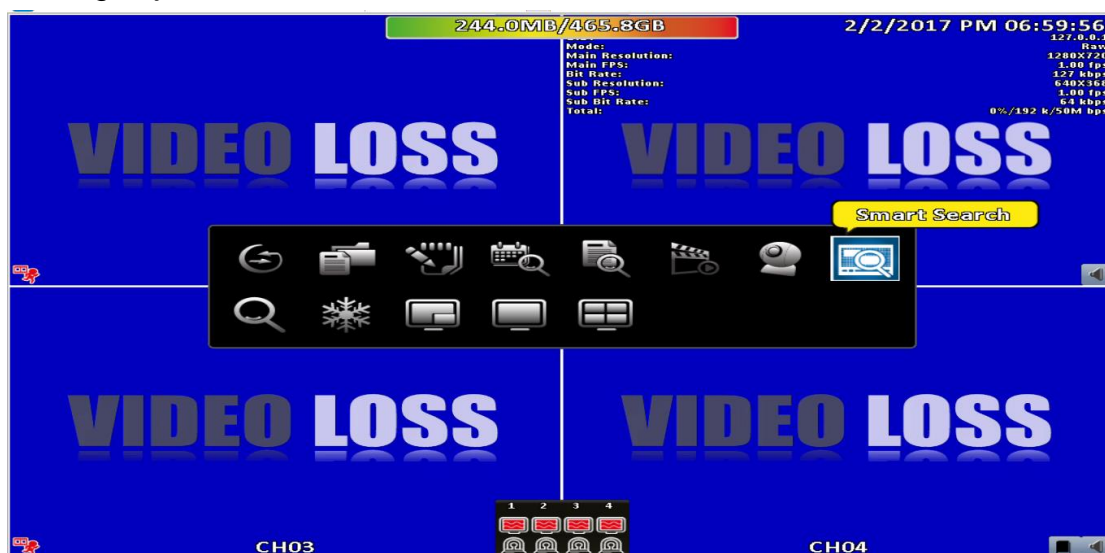 244.0MB/465.8GB
2/2/2017 PM 06:59:56
127.0.0.1
Mode: Raw
Main Resolution: 1280X720
Main FPS: 1.00 fps
Bit Rate: 127 kbps
Sub Resolution: 640X368
Sub FPS: 1.00 fps
Sub Bit Rate: 64 kbps
Total: 0%/192 k/50M bps
VIDEO LOSS
VIDEO LOSS
Smart Search
VIDEO LOSS
VIDEO LOSS
1 2 3 4
CH03
CH04